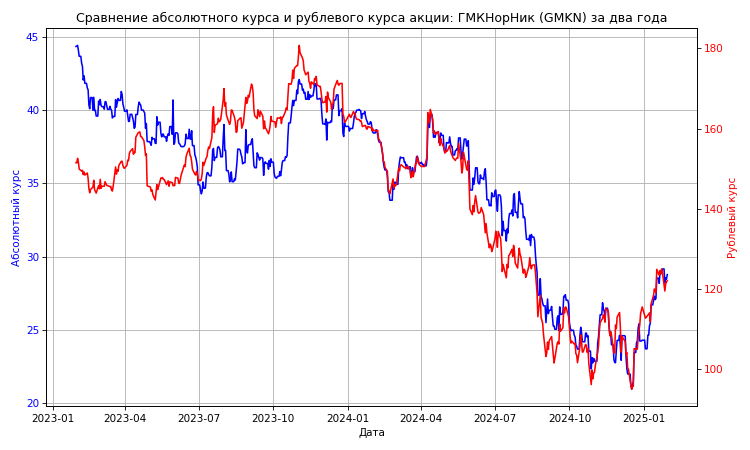 Сравнение абсолютного курса и рублевого курса акции: ГМКНорНик (GMKN) за два года
45
40
35
30
25
20
Абсолютный курс
180
160
140
120
100
Рублевый курс
2023-01 2023-04 2023-07 2023-10 2024-01 2024-04 2024-07 2024-10 2025-01
Дата